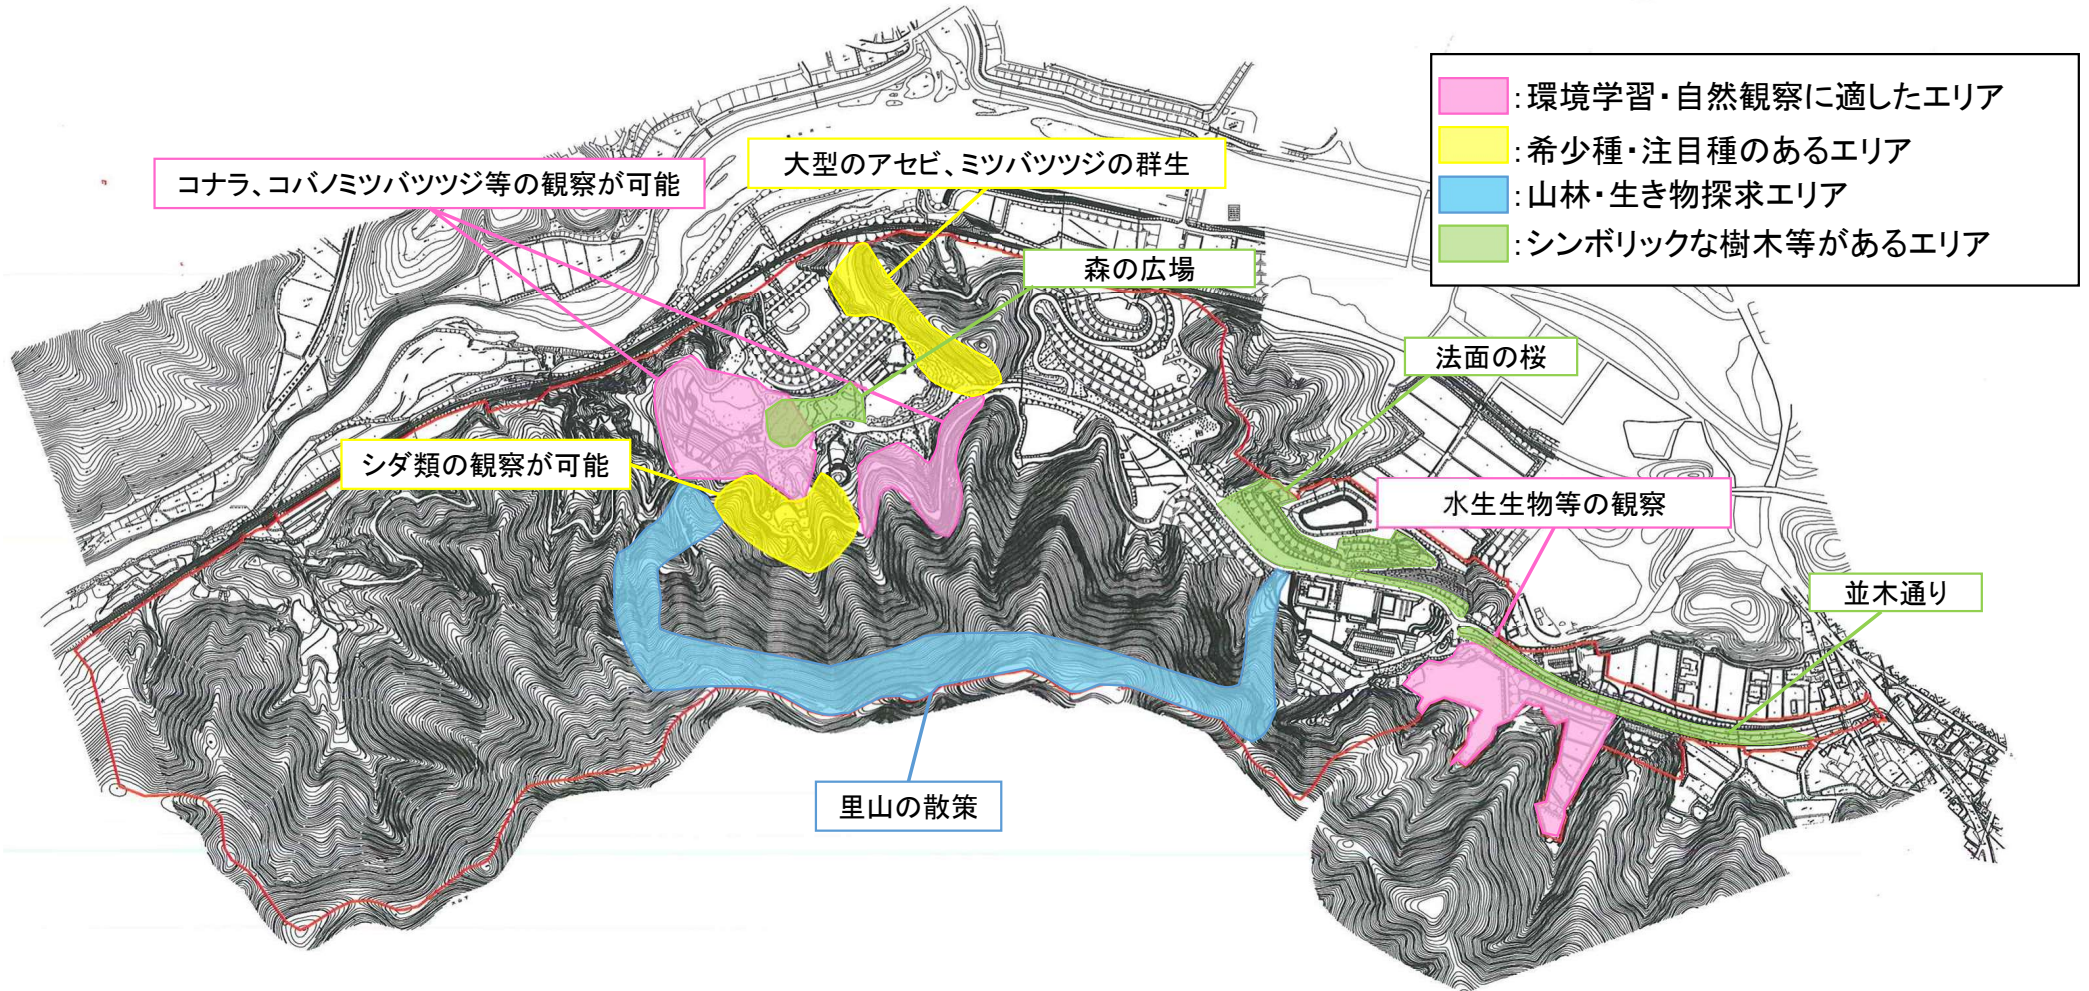 :環境学習・自然観察に適したエリア
:希少種・注目種のあるエリア
:山林・生き物探求エリア
:シンボリックな樹木等があるエリア
大型のアセビ、ミツバツツジの群生
コナラ、コバノミツバツツジ等の観察が可能
森の広場
法面の桜
シダ類の観察が可能
水生生物等の観察
並木通り
里山の散策